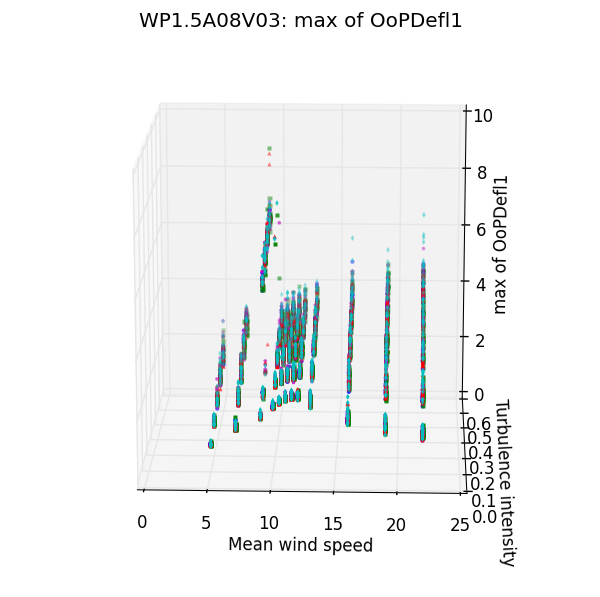 WP1.5A08V03: max of OoPDefl1
10
8
6
4
2
0
max of OoPDefl1
0.6
0.5
0.4
0.3
0.2
0.1
0.0
Turbulence intensity
0 5 10 15 20 25
Mean wind speed